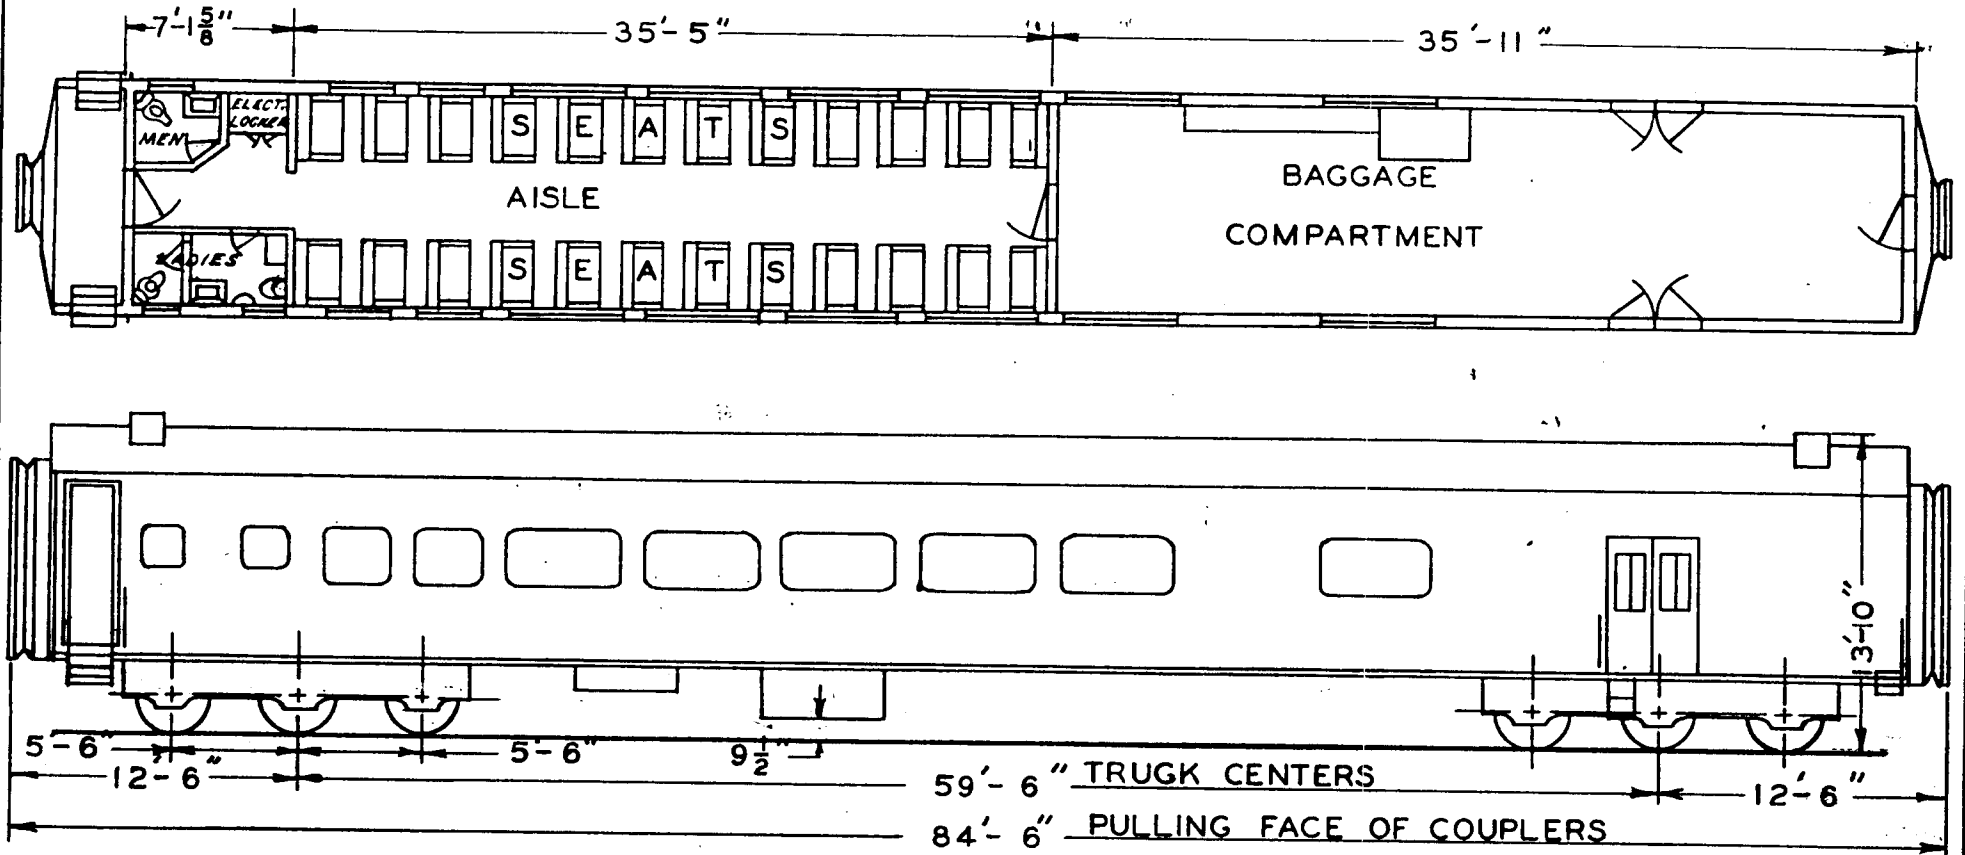 7'-1 5/8" 35'-5" 35'-11"
ELECT.
LOCKER
MEN
S E A T S
BAGGAGE
AISLE
COMPARTMENT
LADIES
S E A T S
13'-10"
5'-6" 5'-6" 9 1/2"
12'-6" 59'-6" TRUGK CENTERS 12'-6"
84'-6" PULLING FACE OF COUPLERS